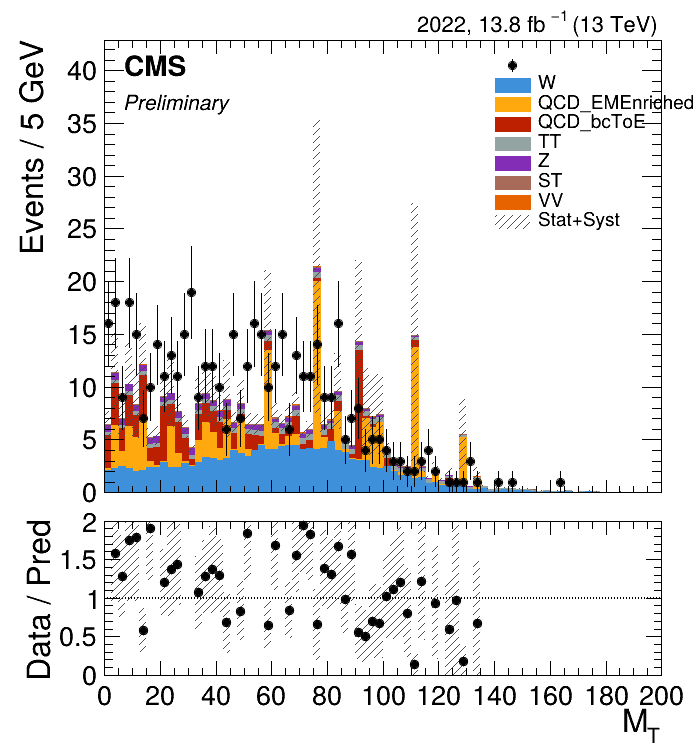 2022, 13.8 fb⁻¹ (13 TeV)
Events / 5 GeV
CMS
Preliminary
W
QCD_EMEnriched
QCD_bcToE
TT
Z
ST
VV
Stat+Syst
40
35
30
25
20
15
10
5
0
Data / Pred
2
1.5
1
0.5
0
0 20 40 60 80 100 120 140 160 180 200
M_T